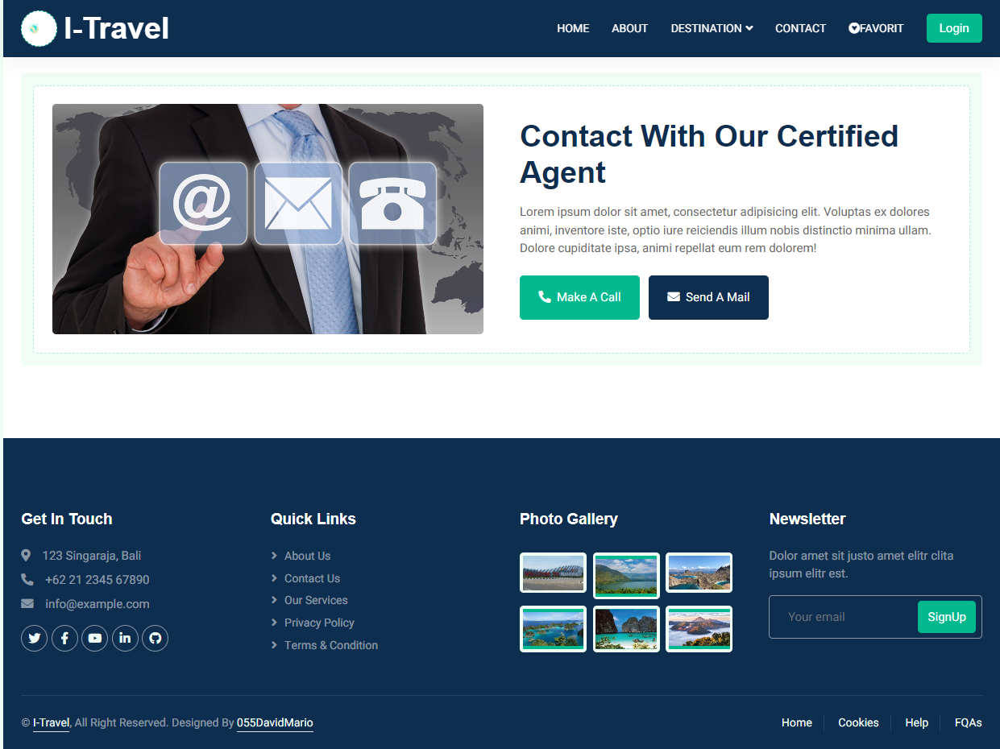 I-Travel
HOME ABOUT DESTINATION CONTACT FAVORIT Login
@
Contact With Our Certified
Agent
Lorem ipsum dolor sit amet, consectetur adipisicing elit. Voluptas ex dolores
animi, inventore iste, optio iure reiciendis illum nobis distinctio minima ullam.
Dolore cupiditate ipsa, animi repellat eum rem dolorem!
Make A Call Send A Mail
Get In Touch
123 Singaraja, Bali
+62 21 2345 67890
info@example.com
Quick Links
About Us
Contact Us
Our Services
Privacy Policy
Terms & Condition
Photo Gallery
Newsletter
Dolor amet sit justo amet elitr clita
ipsum elitr est.
Your email SignUp
© I-Travel, All Right Reserved. Designed By 055DavidMario
Home Cookies Help FQAs